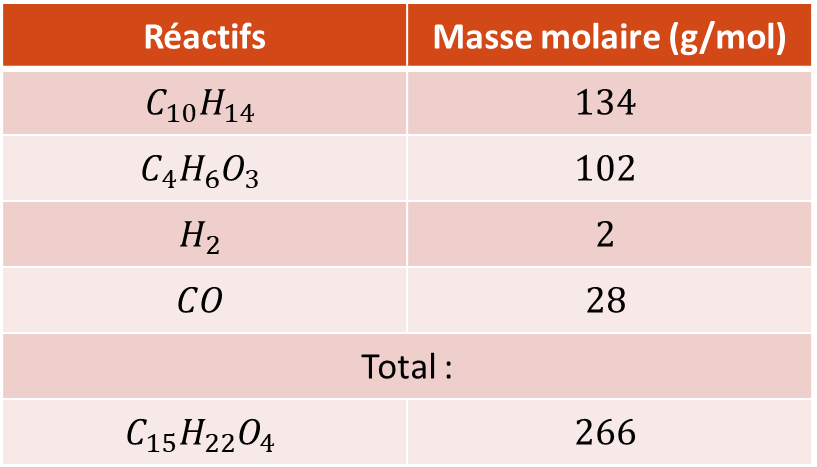 Réactifs Masse molaire (g/mol)
C₁₀H₁₄ 134
C₄H₆O₃ 102
H₂ 2
CO 28
Total :
C₁₅H₂₂O₄ 266